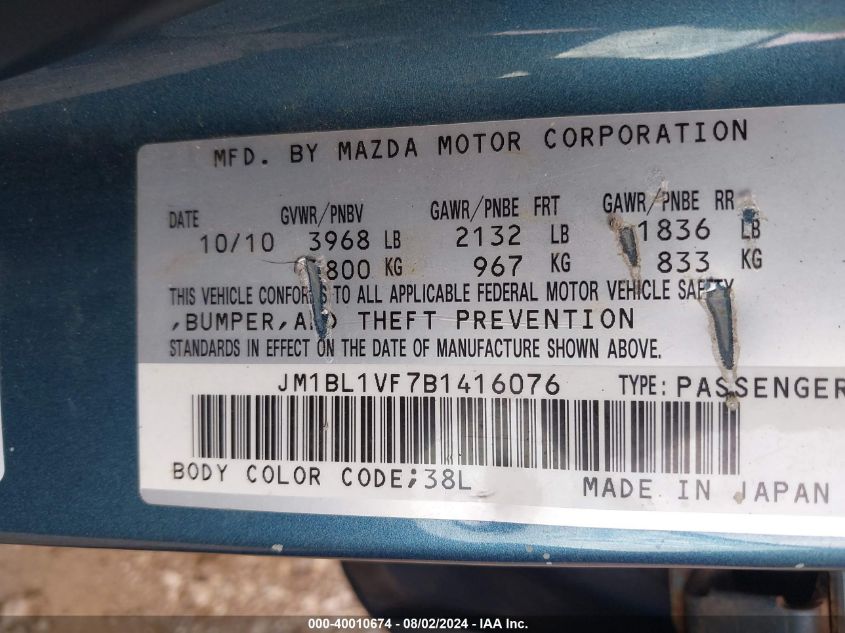 MFD. BY MAZDA MOTOR CORPORATION
DATE GVWR/PNBV GAWR/PNBE FRT GAWR/PNBE RR
10/10 3968 LB 2132 LB 1836 LB
800 KG 967 KG 833 KG
THIS VEHICLE CONFORMS TO ALL APPLICABLE FEDERAL MOTOR VEHICLE SAFETY
,BUMPER,AND THEFT PREVENTION
STANDARDS IN EFFECT ON THE DATE OF MANUFACTURE SHOWN ABOVE.
JM1BL1VF7B1416076 TYPE: PASSENGER
BODY COLOR CODE;38L
MADE IN JAPAN
000-40010674 - 08/02/2024 - IAA Inc.